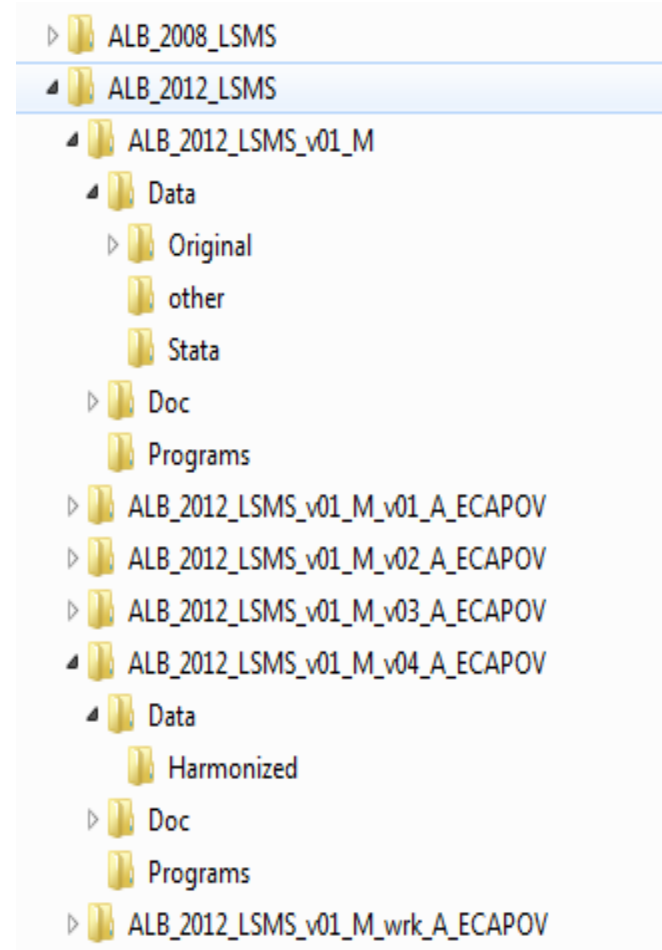 ALB_2008_LSMS
ALB_2012_LSMS
ALB_2012_LSMS_v01_M
Data
Original
other
Stata
Doc
Programs
ALB_2012_LSMS_v01_M_v01_A_ECAPOV
ALB_2012_LSMS_v01_M_v02_A_ECAPOV
ALB_2012_LSMS_v01_M_v03_A_ECAPOV
ALB_2012_LSMS_v01_M_v04_A_ECAPOV
Data
Harmonized
Doc
Programs
ALB_2012_LSMS_v01_M_wrk_A_ECAPOV